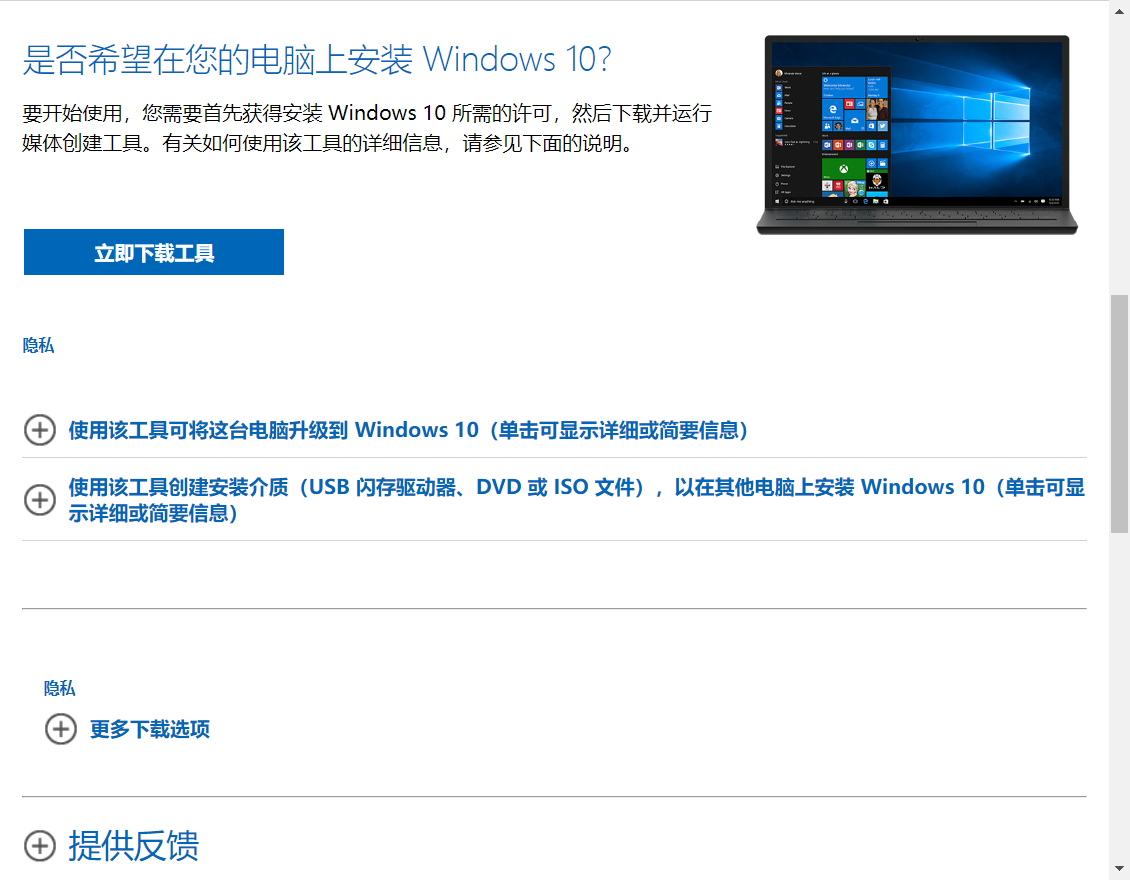 是否希望在您的电脑上安装 Windows 10?
要开始使用，您需要首先获得安装 Windows 10 所需的许可，然后下载并运行
媒体创建工具。有关如何使用该工具的详细信息，请参见下面的说明。
立即下载工具
隐私
使用该工具可将这台电脑升级到 Windows 10（单击可显示详细或简要信息）
使用该工具创建安装介质（USB 闪存驱动器、DVD 或 ISO 文件），以在其他电脑上安装 Windows 10（单击可显
示详细或简要信息）
隐私
更多下载选项
提供反馈